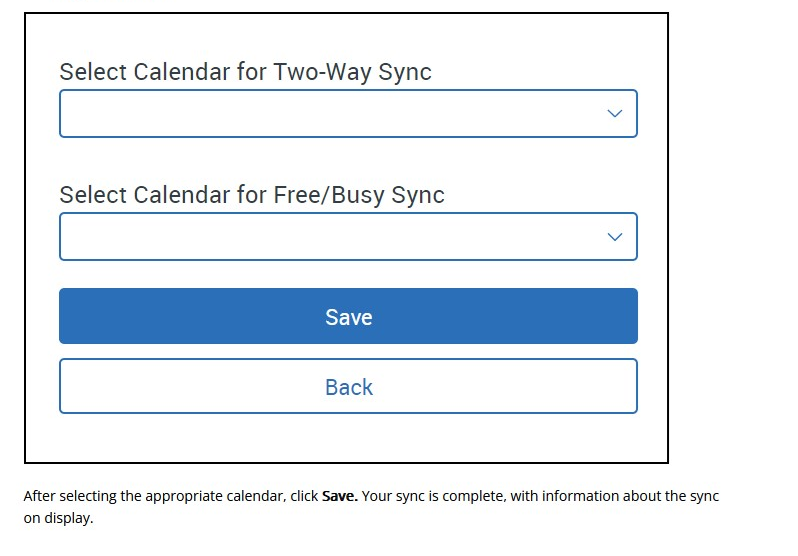 Select Calendar for Two-Way Sync
Select Calendar for Free/Busy Sync
Save
Back
After selecting the appropriate calendar, click Save. Your sync is complete, with information about the sync
on display.